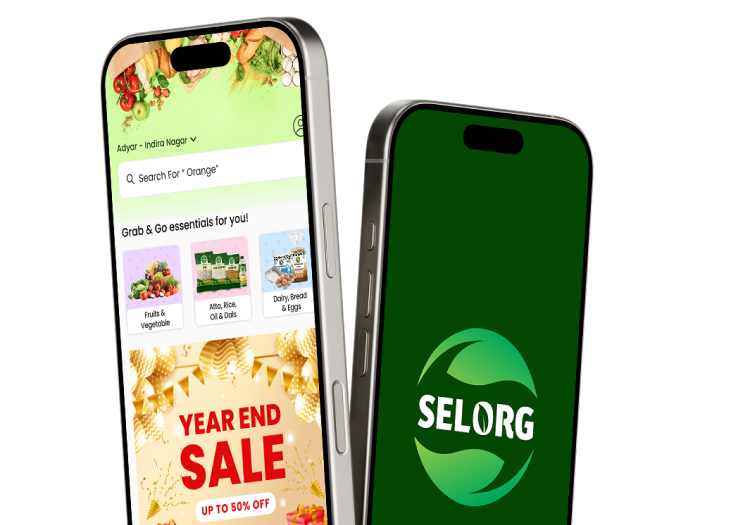 Adyar - Indira Nagar
Search For “ Orange”
Grab & Go essentials for you!
Fruits &
Vegetable
Atta, Rice,
Oil & Dals
Dairy, Bread
& Eggs
YEAR END
SALE
UP TO 50% OFF
SELORG